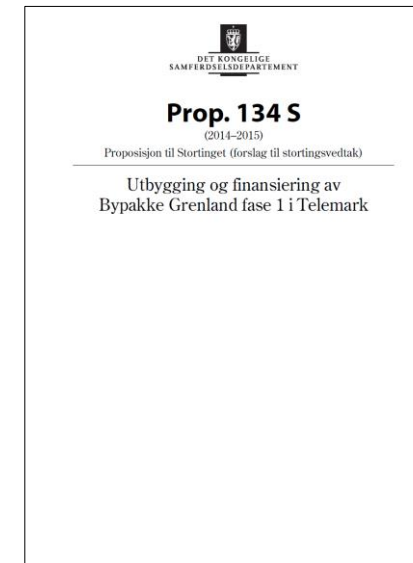 DET KONGELIGE
SAMFERDSELSDEPARTEMENT
Prop. 134 S
(2014–2015)
Proposisjon til Stortinget (forslag til stortingsvedtak)
Utbygging og finansiering av
Bypakke Grenland fase 1 i Telemark